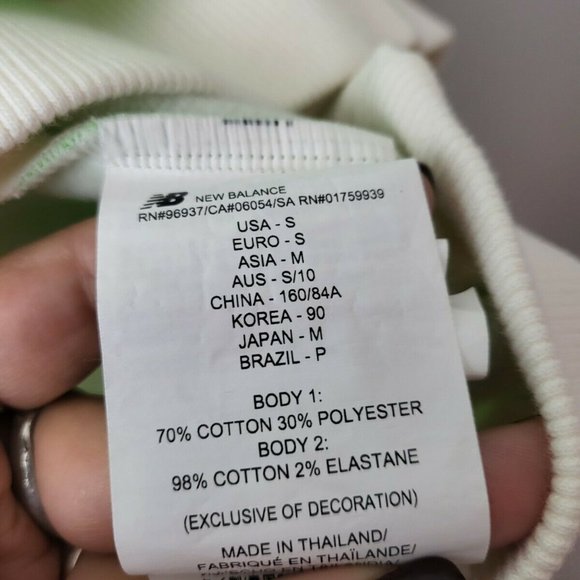 NB NEW BALANCE
RN#96937/CA#06054/SA RN#01759939
USA - S
EURO - S
ASIA - M
AUS - S/10
CHINA - 160/84A
KOREA - 90
JAPAN - M
BRAZIL - P
BODY 1:
70% COTTON 30% POLYESTER
BODY 2:
98% COTTON 2% ELASTANE
(EXCLUSIVE OF DECORATION)
MADE IN THAILAND/
FABRIQUÉ EN THAÏLANDE/